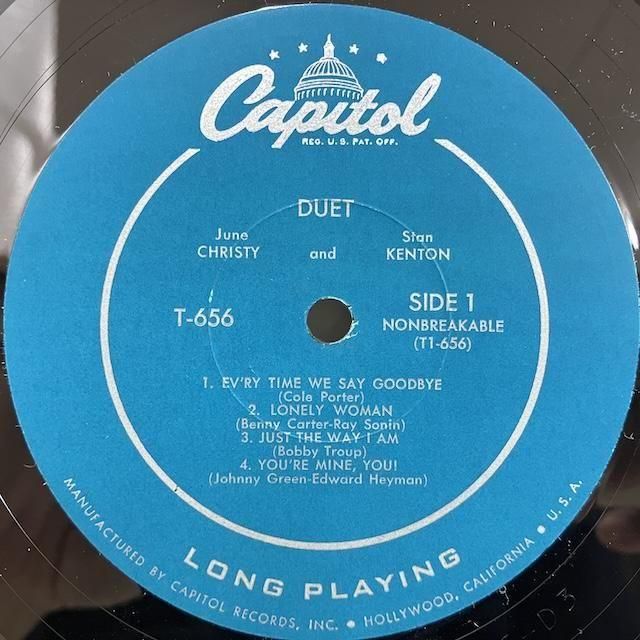 Capitol
REG. U.S. PAT. OFF.
DUET
June Stan
CHRISTY and KENTON
T-656 SIDE 1
NONBREAKABLE
(T1-656)
1. EV'RY TIME WE SAY GOODBYE
(Cole Porter)
2. LONELY WOMAN
(Benny Carter-Ray Sonin)
3. JUST THE WAY I AM
(Bobby Troup)
4. YOU'RE MINE, YOU!
(Johnny Green-Edward Heyman)
LONG PLAYING
MANUFACTURED BY CAPITOL RECORDS, INC. • HOLLYWOOD, CALIFORNIA • U.S.A.
D3